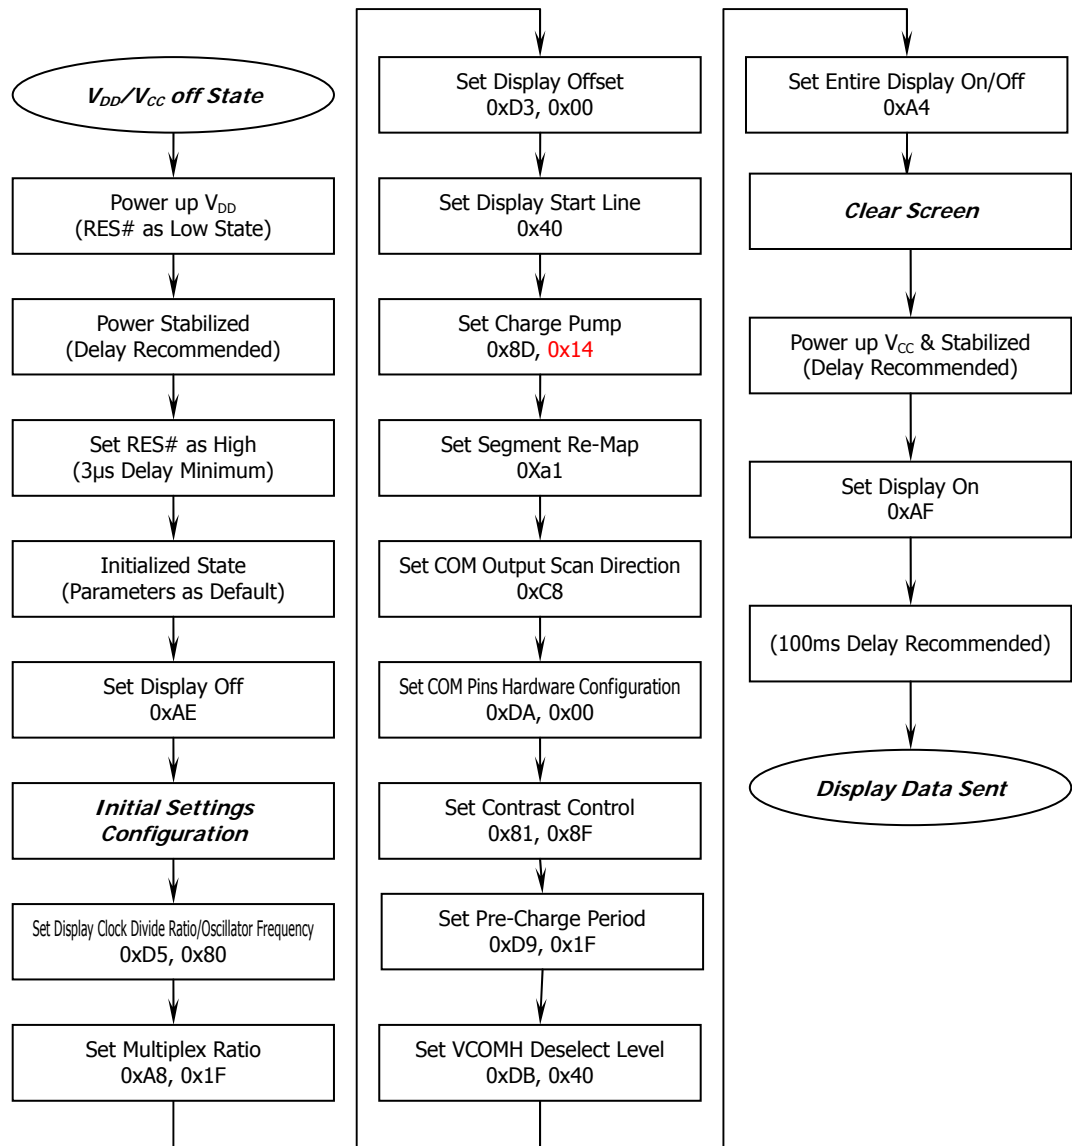 V_DD/V_CC off State
Power up V_DD
(RES# as Low State)
Power Stabilized
(Delay Recommended)
Set RES# as High
(3µs Delay Minimum)
Initialized State
(Parameters as Default)
Set Display Off
0xAE
Initial Settings
Configuration
Set Display Clock Divide Ratio/Oscillator Frequency
0xD5, 0x80
Set Multiplex Ratio
0xA8, 0x1F
Set Display Offset
0xD3, 0x00
Set Display Start Line
0x40
Set Charge Pump
0x8D, 0x14
Set Segment Re-Map
0Xa1
Set COM Output Scan Direction
0xC8
Set COM Pins Hardware Configuration
0xDA, 0x00
Set Contrast Control
0x81, 0x8F
Set Pre-Charge Period
0xD9, 0x1F
Set VCOMH Deselect Level
0xDB, 0x40
Set Entire Display On/Off
0xA4
Clear Screen
Power up V_CC & Stabilized
(Delay Recommended)
Set Display On
0xAF
(100ms Delay Recommended)
Display Data Sent